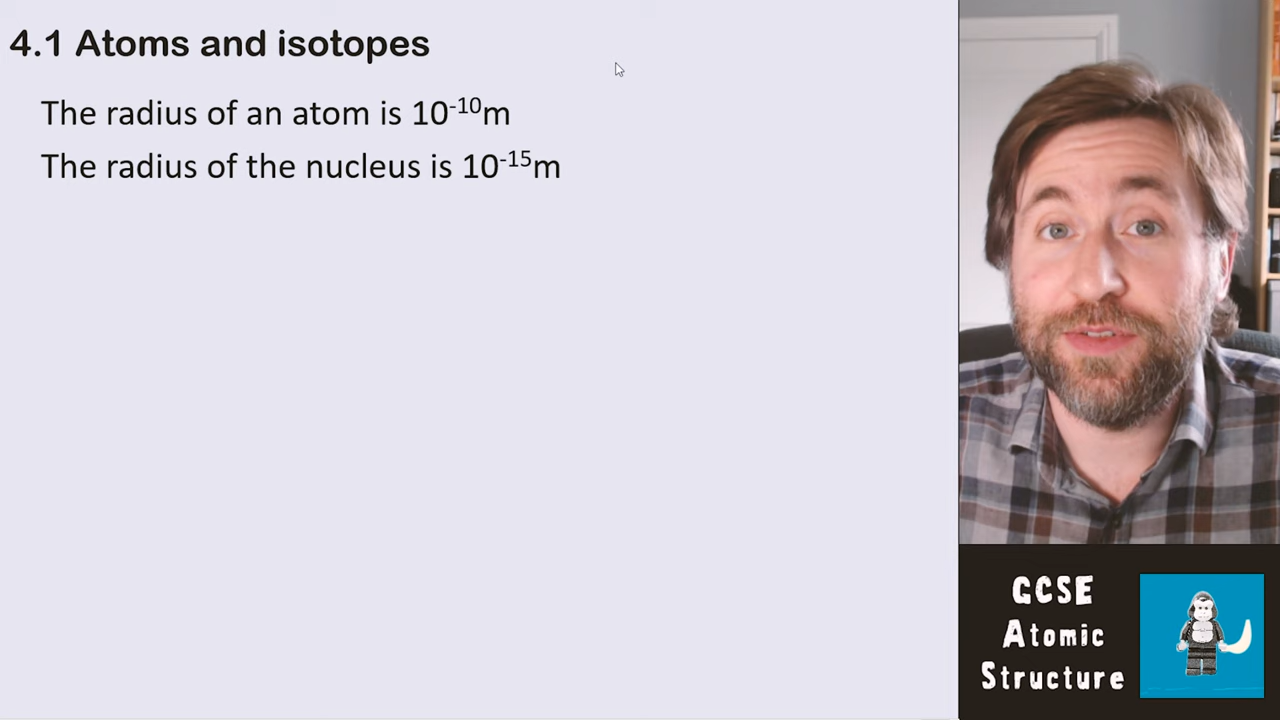 4.1 Atoms and isotopes
The radius of an atom is 10⁻¹⁰m
The radius of the nucleus is 10⁻¹⁵m
GCSE
Atomic
Structure